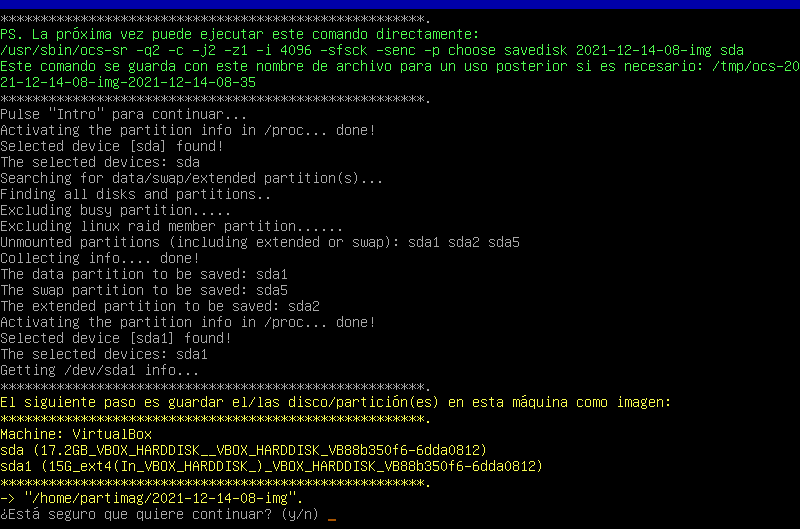 *****************************************************.
PS. La próxima vez puede ejecutar este comando directamente:
/usr/sbin/ocs-sr -q2 -c -j2 -z1 -i 4096 -sfsck -senc -p choose savedisk 2021-12-14-08-img sda
Este comando se guarda con este nombre de archivo para un uso posterior si es necesario: /tmp/ocs-20
21-12-14-08-img-2021-12-14-08-35
*****************************************************.
Pulse "Intro" para continuar...
Activating the partition info in /proc... done!
Selected device [sda] found!
The selected devices: sda
Searching for data/swap/extended partition(s)...
Finding all disks and partitions..
Excluding busy partition.....
Excluding linux raid member partition......
Unmounted partitions (including extended or swap): sda1 sda2 sda5
Collecting info.... done!
The data partition to be saved: sda1
The swap partition to be saved: sda5
The extended partition to be saved: sda2
Activating the partition info in /proc... done!
Selected device [sda1] found!
The selected devices: sda1
Getting /dev/sda1 info...
*****************************************************.
El siguiente paso es guardar el/las disco/partición(es) en esta máquina como imagen:
*****************************************************.
Machine: VirtualBox
sda (17.2GB_VBOX_HARDDISK__VBOX_HARDDISK_VB88b350f6-6dda0812)
sda1 (15G_ext4(In_VBOX_HARDDISK_)_VBOX_HARDDISK_VB88b350f6-6dda0812)
*****************************************************.
-> "/home/partimag/2021-12-14-08-img".
¿Está seguro que quiere continuar? (y/n) _